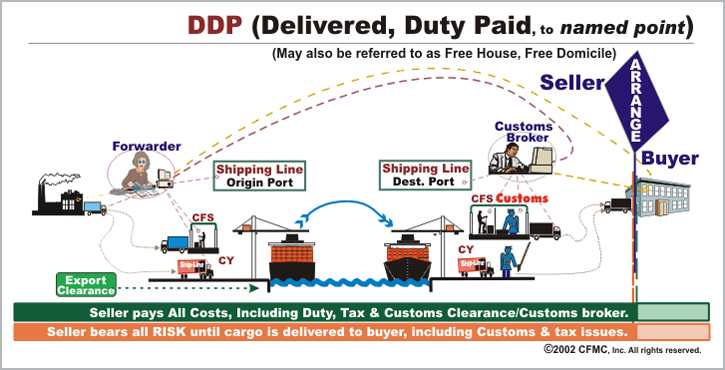 DDP (Delivered, Duty Paid, to named point)
(May also be referred to as Free House, Free Domicile)
Seller
ARRANGE
Buyer
Forwarder
Customs
Broker
Shipping Line
Origin Port
Shipping Line
Dest. Port
CFS
CFS Customs
CY
CY
Ship-Line
Export
Clearance
Seller pays All Costs, Including Duty, Tax & Customs Clearance/Customs broker.
Seller bears all RISK until cargo is delivered to buyer, including Customs & tax issues.
©2002 CFMC, Inc. All rights reserved.